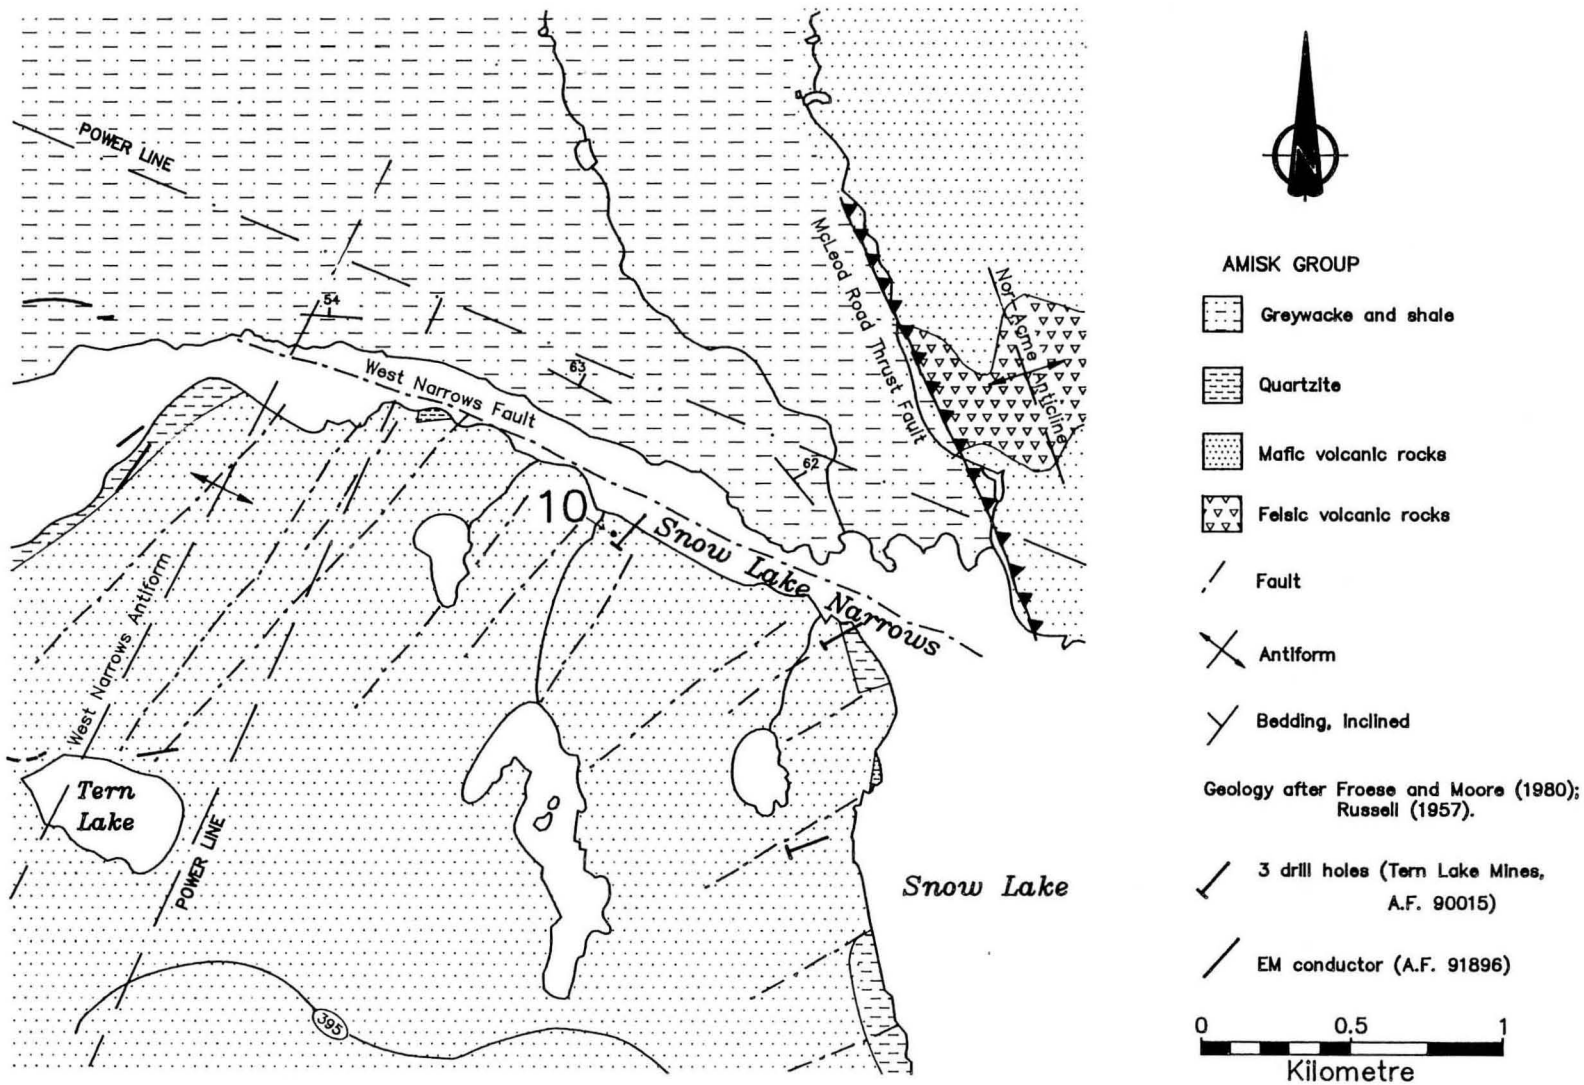 POWER LINE
54
West Narrows Fault
63
62
McLeod Road Thrust Fault
Nor Acme Anticline
10
Snow Lake Narrows
West Narrows Antiform
Tern
Lake
POWER LINE
Snow Lake
395
N
AMISK GROUP
Greywacke and shale
Quartzite
Mafic volcanic rocks
Felsic volcanic rocks
Fault
Antiform
Bedding, inclined
Geology after Froese and Moore (1980);
Russell (1957).
3 drill holes (Tern Lake Mines,
A.F. 90015)
EM conductor (A.F. 91896)
0 0.5 1
Kilometre